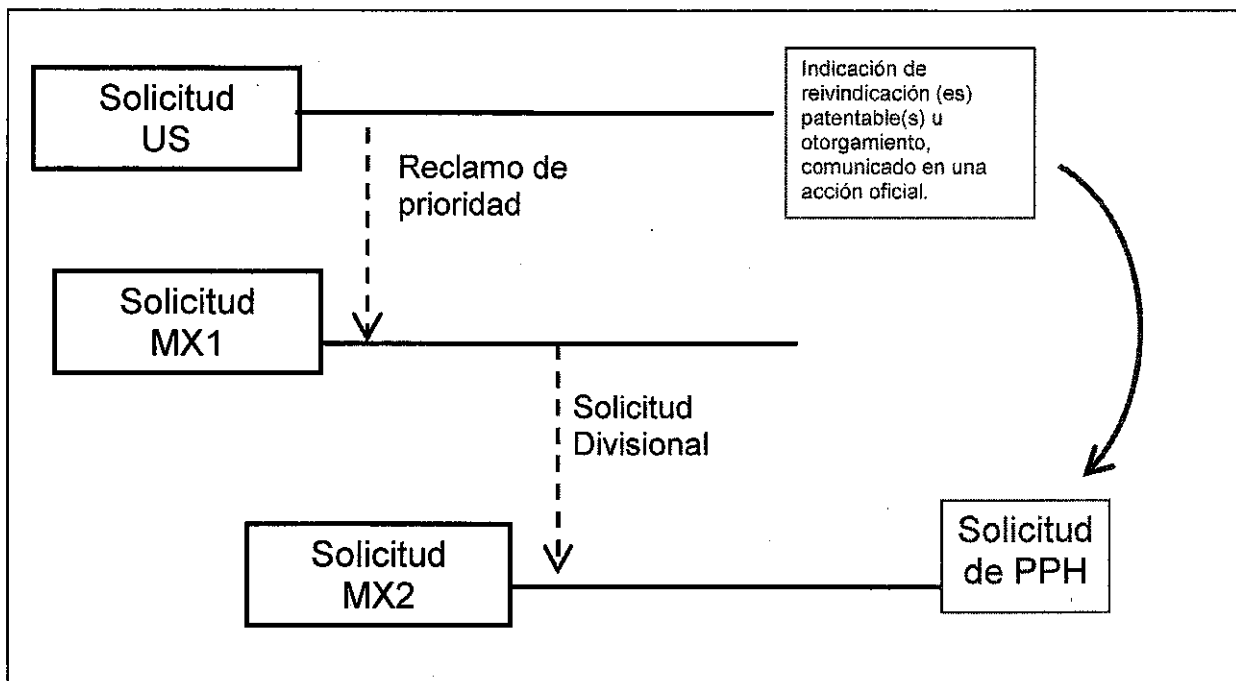 Solicitud
US
Indicación de
reivindicación (es)
patentable(s) u
otorgamiento,
comunicado en una
acción oficial.
Reclamo de
prioridad
Solicitud
MX1
Solicitud
Divisional
Solicitud
MX2
Solicitud
de PPH